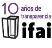 10 años de
transparencia
ifai